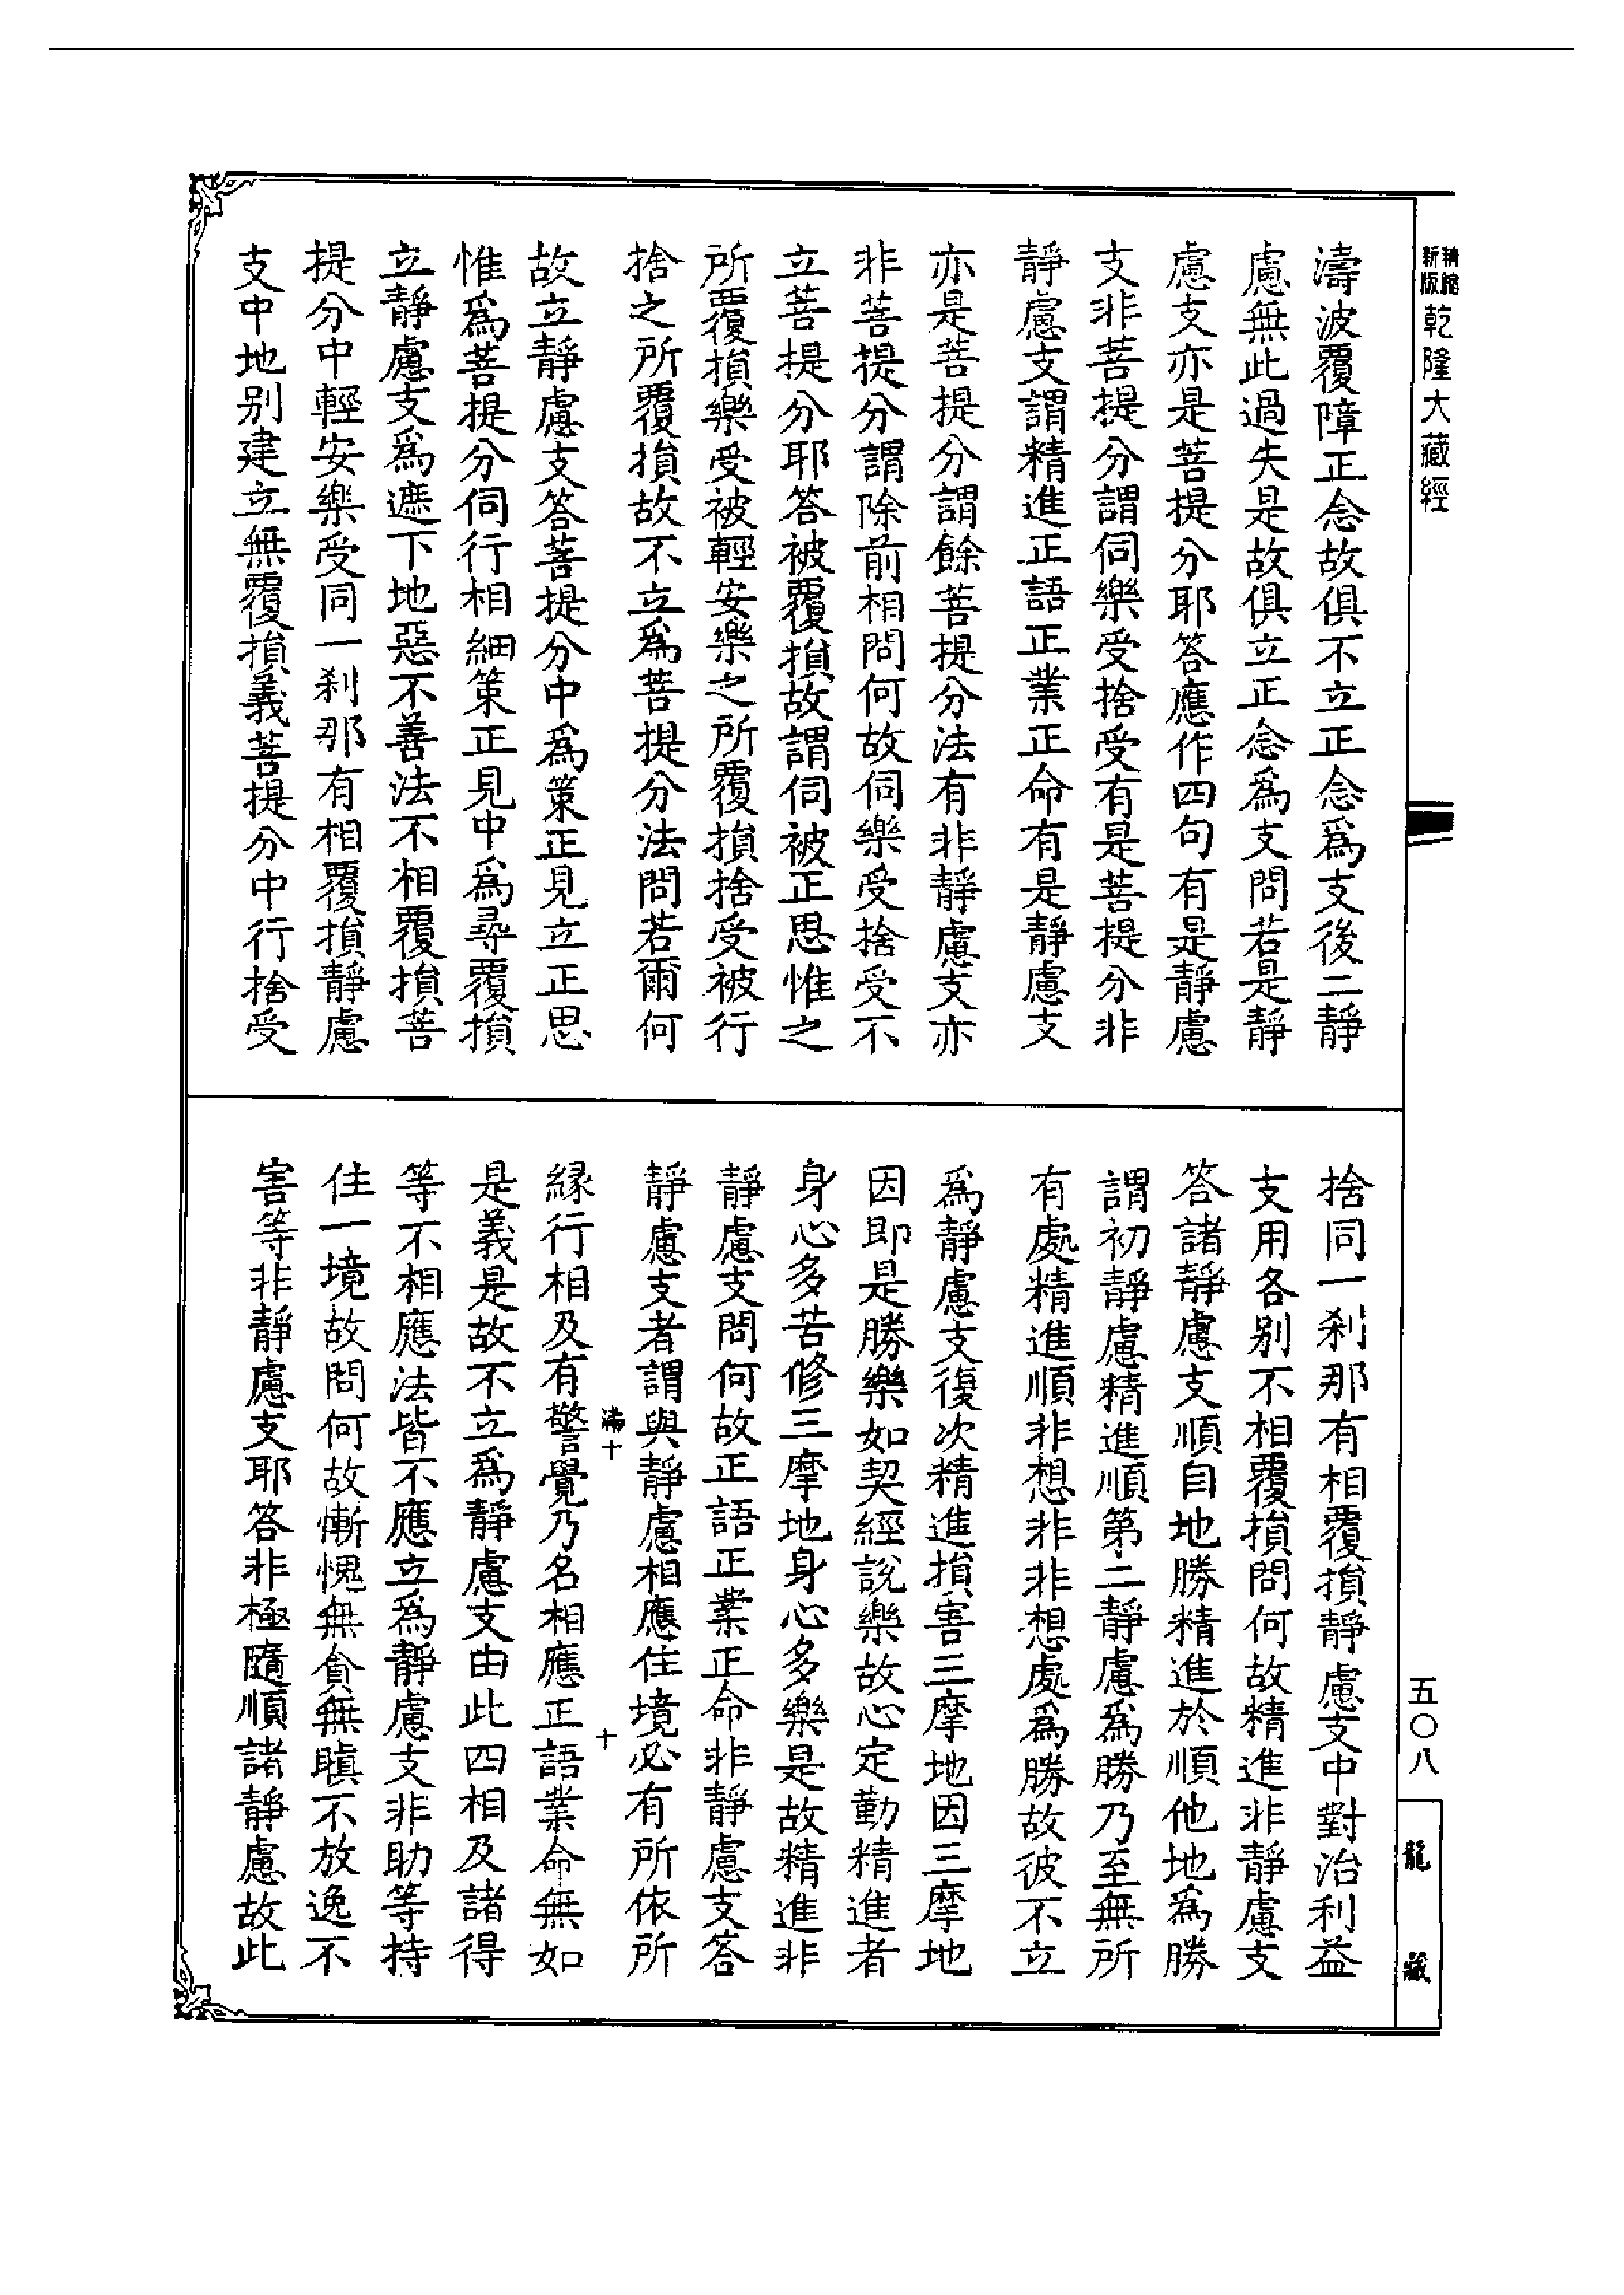 精縮新版乾隆大藏經
濤波覆障正念故俱不立正念爲支後二靜
慮無此過失是故俱立正念爲支問若是靜
慮支亦是菩提分耶答應作四句有是靜慮
支非菩提分謂伺樂受捨受有是菩提分非
靜慮支謂精進正語正業正命有是靜慮支
亦是菩提分謂餘菩提分法有非靜慮支亦
非菩提分謂除前相問何故伺樂受捨受不
立菩提分耶答被覆損故謂伺被正思惟之
所覆損樂受被輕安樂之所覆損捨受被行
捨之所覆損故不立爲菩提分法問若爾何
故立靜慮支答菩提分中爲策正見立正思
惟爲菩提分伺行相細策正見中爲尋覆損
立靜慮支爲遮下地惡不善法不相覆損菩
提分中輕安樂受同一刹那有相覆損靜慮
支中地別建立無覆損義菩提分中行捨受
捨同一刹那有相覆損靜慮支中對治利益
支用各別不相覆損問何故精進非靜慮支
答諸靜慮支順自地勝精進於順他地爲勝
謂初靜慮精進順第二靜慮爲勝乃至無所
有處精進順非想非非想處爲勝故彼不立
爲靜慮支復次精進損害三摩地因三摩地
因即是勝樂如契經說樂故心定勤精進者
身心多苦修三摩地身心多樂是故精進非
靜慮支問何故正語正業正命非靜慮支答
靜慮支者謂與靜慮相應住境必有所依所
緣行相及有警覺乃名相應正語業命無如
是義是故不立爲靜慮支由此四相及諸得
等不相應法皆不應立爲靜慮支非助等持
住一境故問何故慚愧無貪無瞋不放逸不
害等非靜慮支耶答非極隨順諸靜慮故此
十
十
五〇八
龍藏